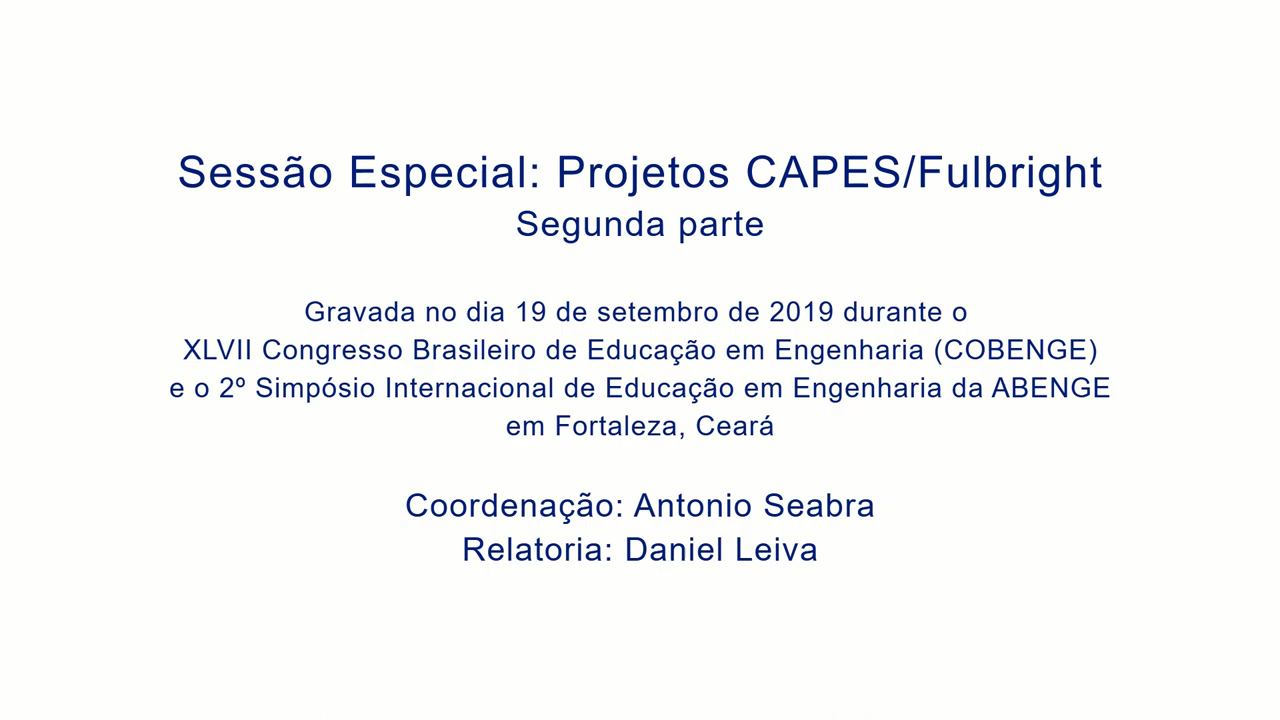 Sessão Especial: Projetos CAPES/Fulbright
Segunda parte
Gravada no dia 19 de setembro de 2019 durante o
XLVII Congresso Brasileiro de Educação em Engenharia (COBENGE)
e o 2º Simpósio Internacional de Educação em Engenharia da ABENGE
em Fortaleza, Ceará
Coordenação: Antonio Seabra
Relatoria: Daniel Leiva